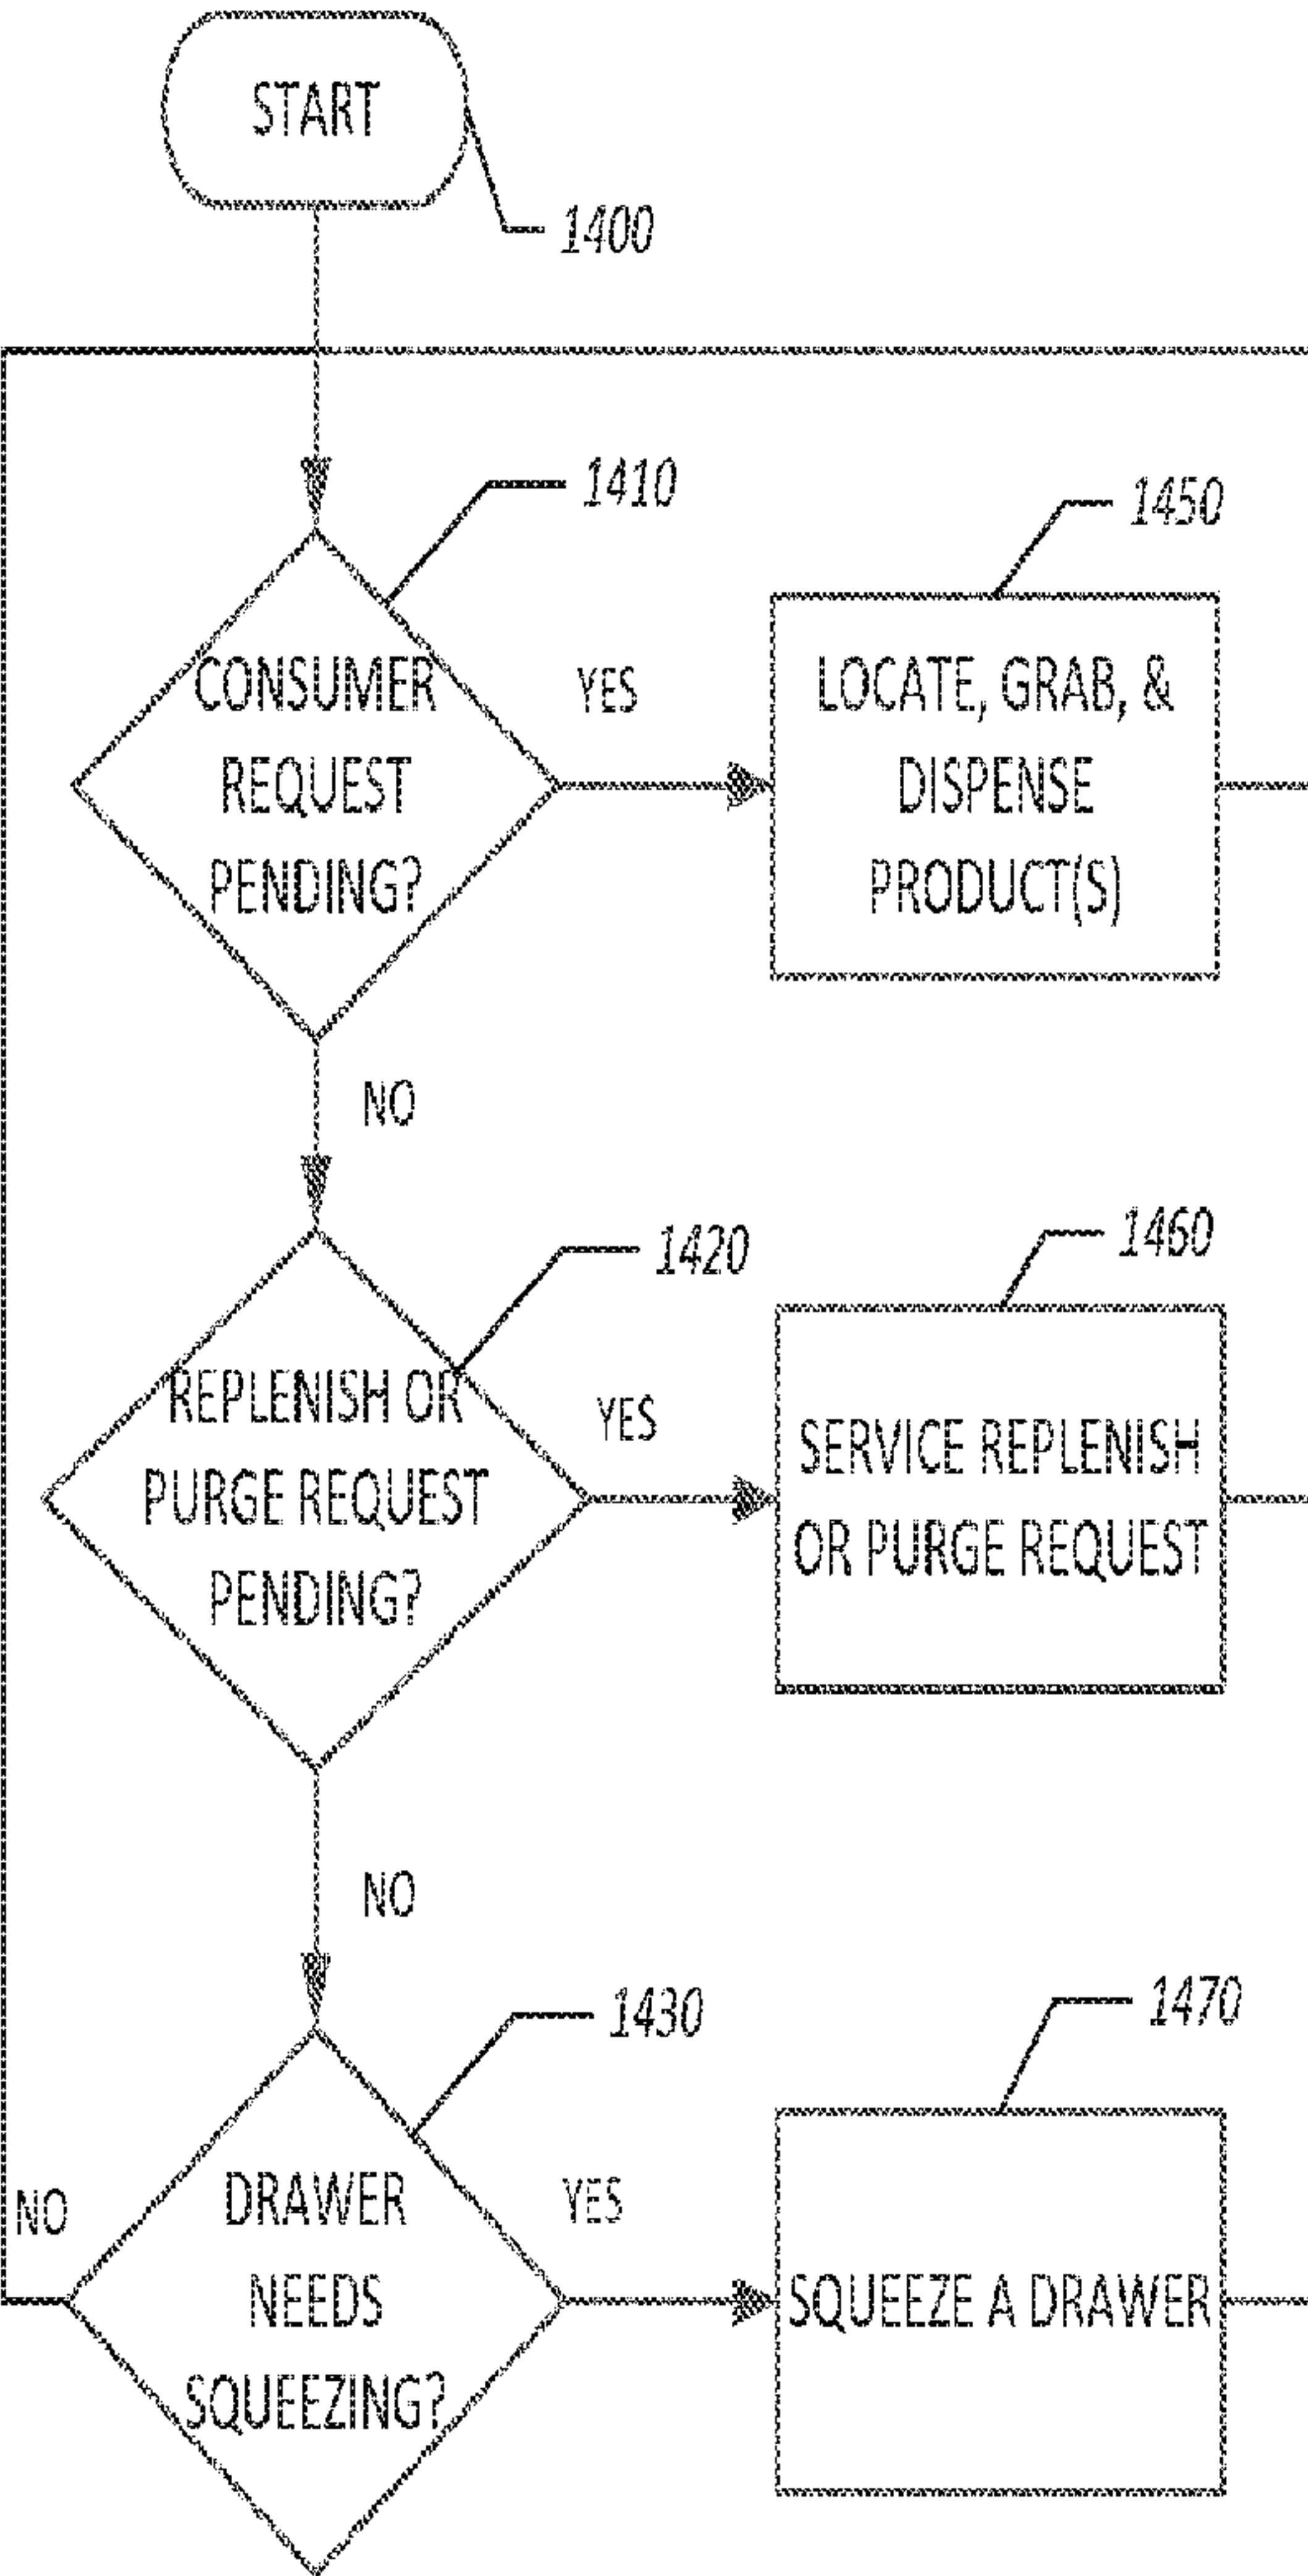 START
1400
1410
1450
CONSUMER
REQUEST
PENDING?
YES
LOCATE, GRAB, &
DISPENSE
PRODUCT(S)
NO
1420
1460
REPLENISH OR
PURGE REQUEST
PENDING?
YES
SERVICE REPLENISH
OR PURGE REQUEST
NO
1430
1470
NO
DRAWER
NEEDS
SQUEEZING?
YES
SQUEEZE A DRAWER